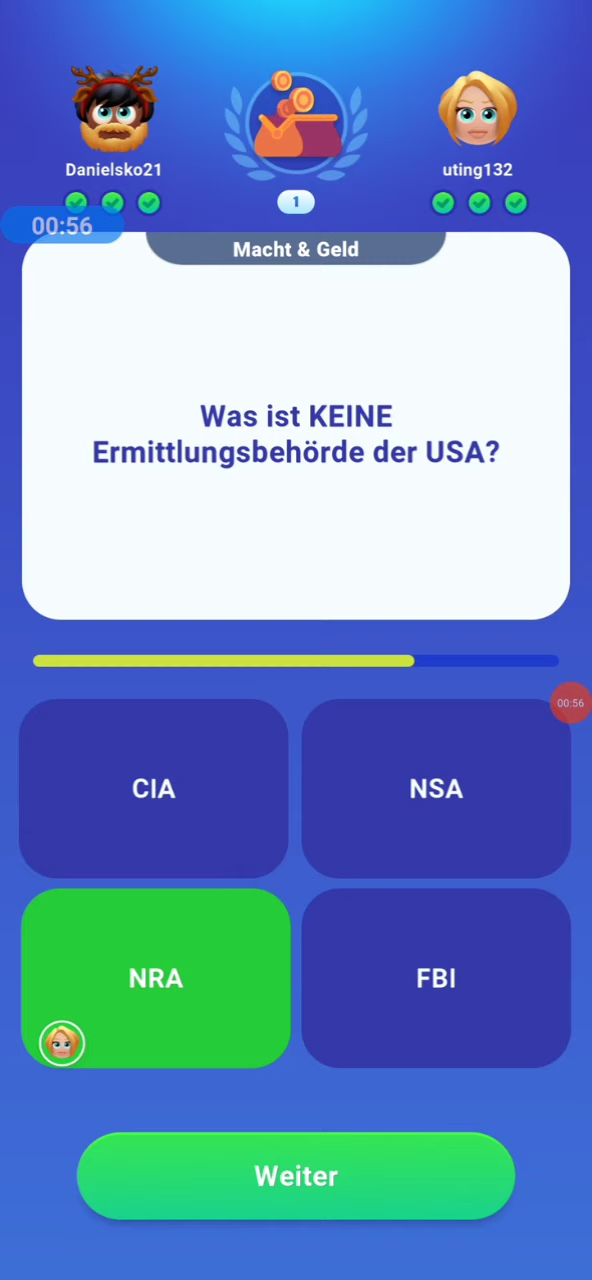 Danielsko21
uting132
1
00:56
Macht & Geld
Was ist KEINE
Ermittlungsbehörde der USA?
00:56
CIA
NSA
NRA
FBI
Weiter